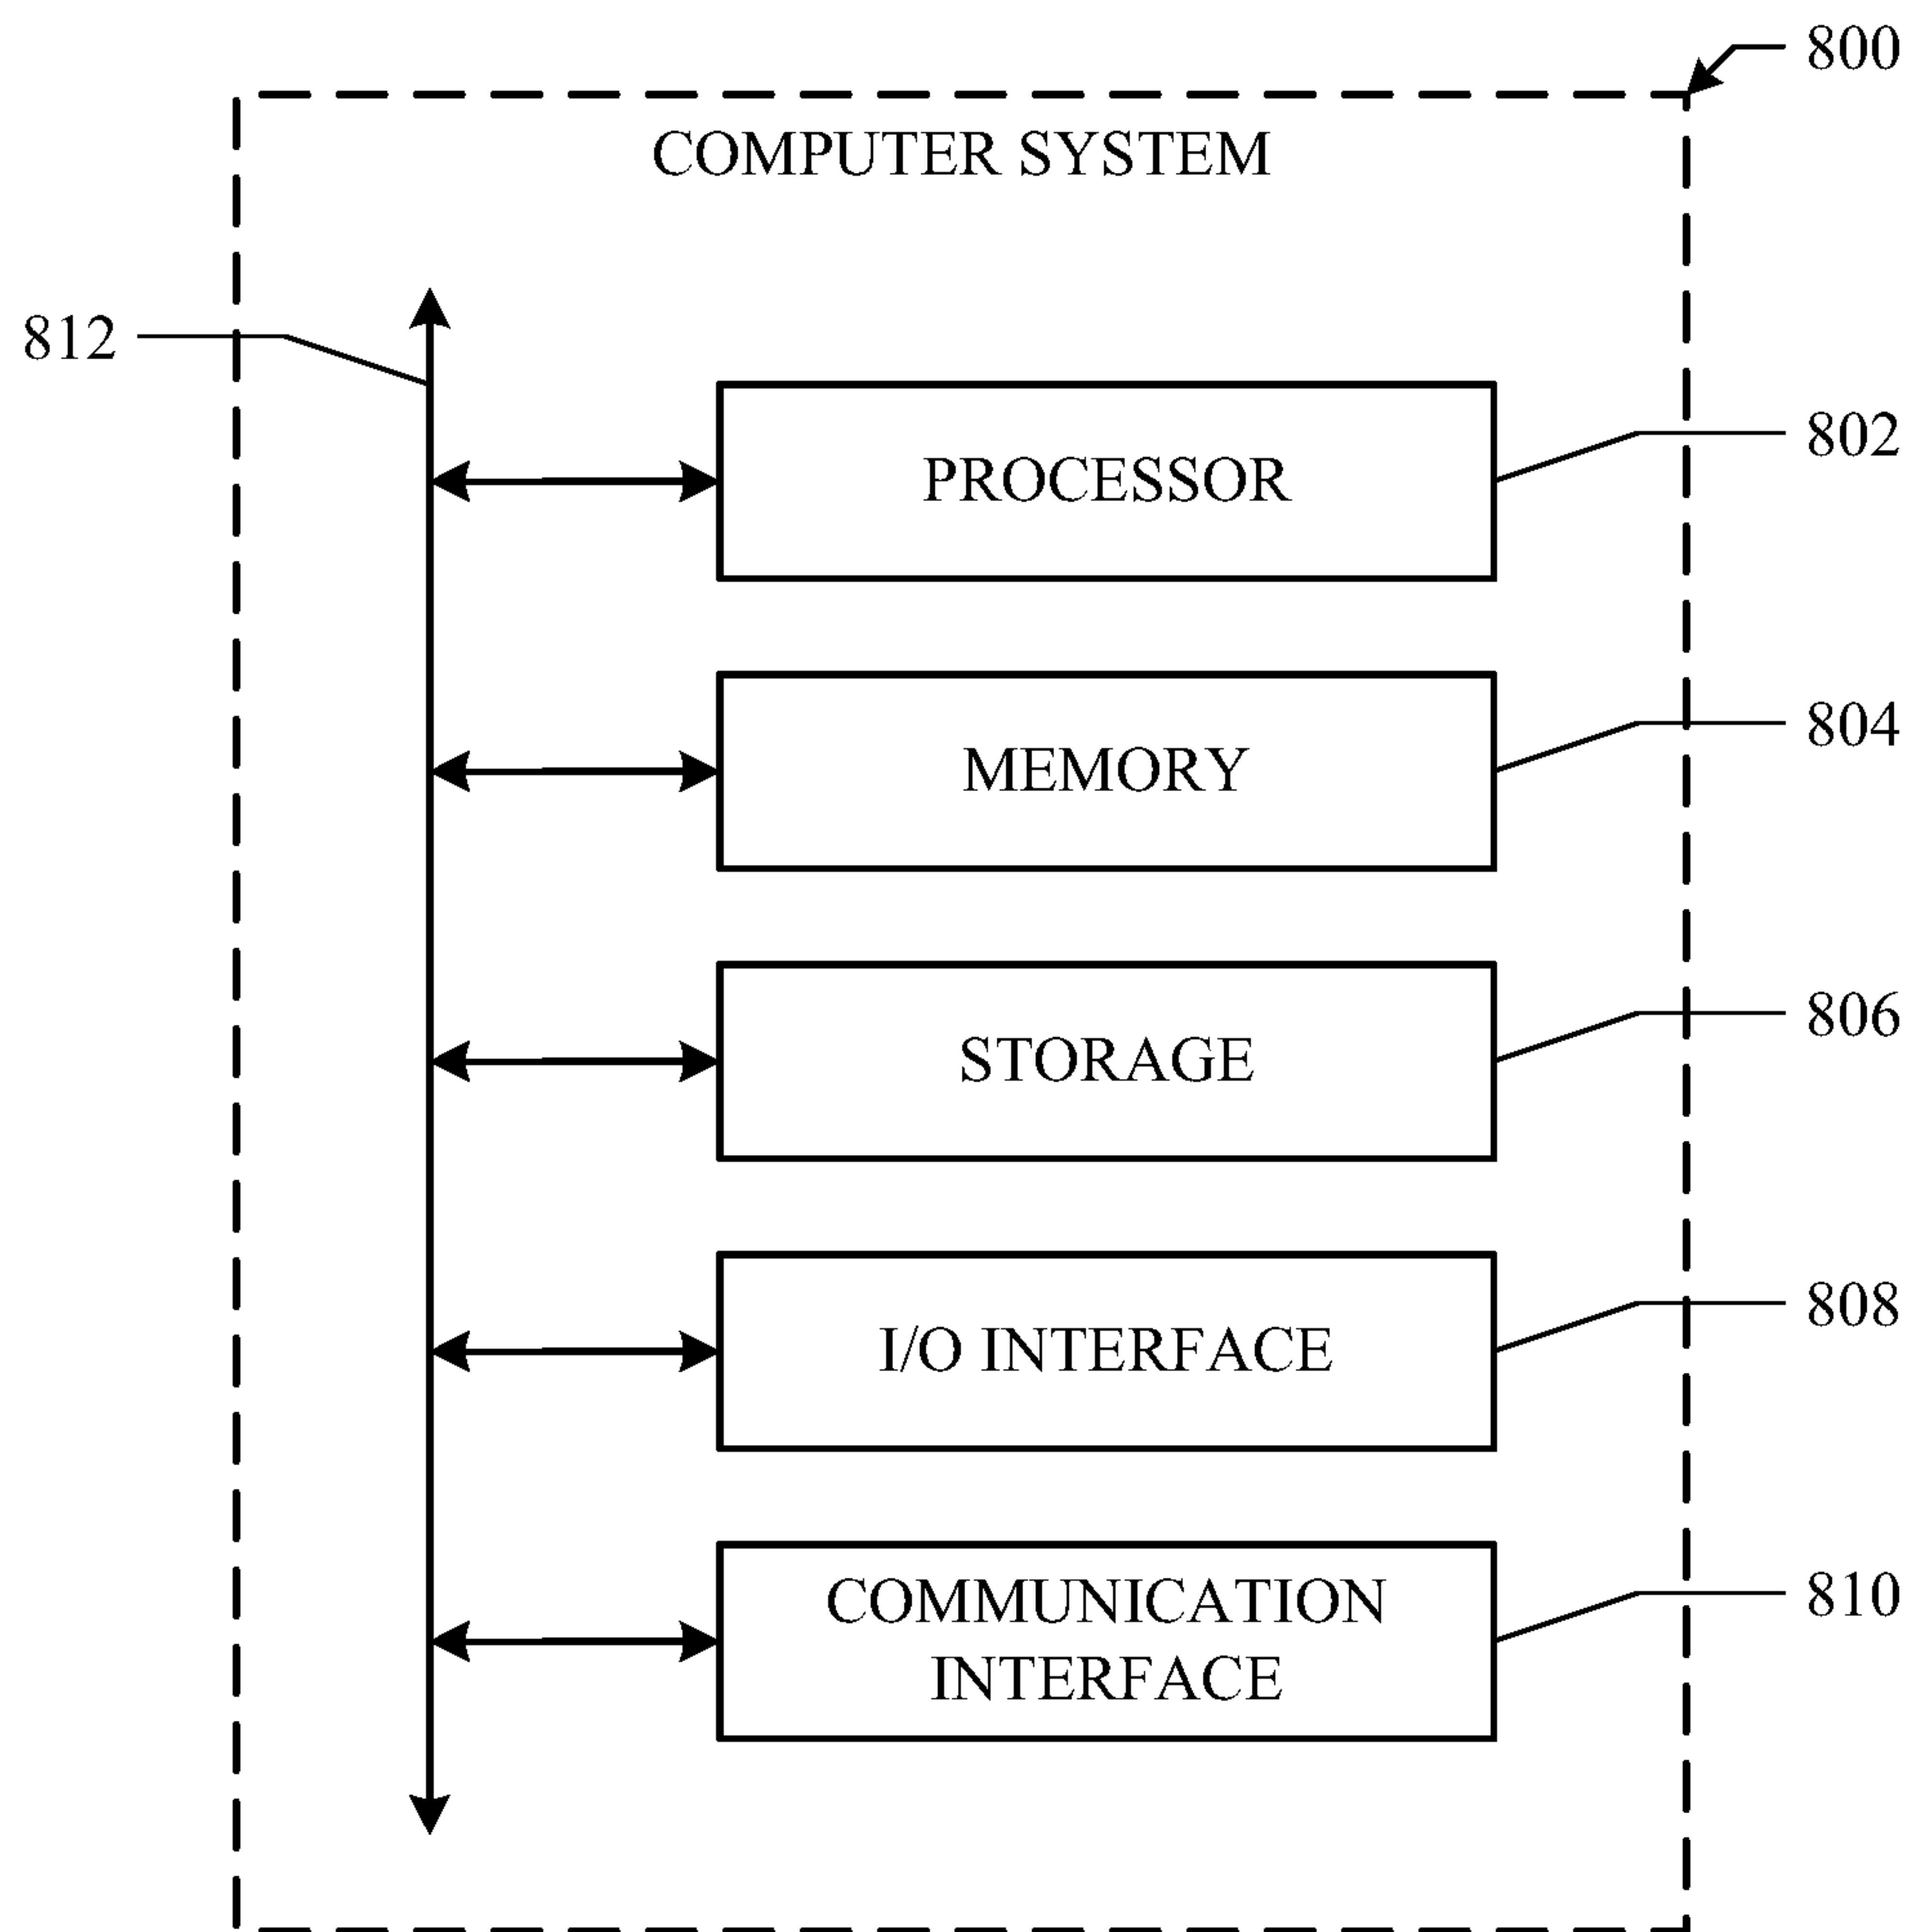 800
COMPUTER SYSTEM
812
802
PROCESSOR
804
MEMORY
806
STORAGE
808
I/O INTERFACE
810
COMMUNICATION
INTERFACE